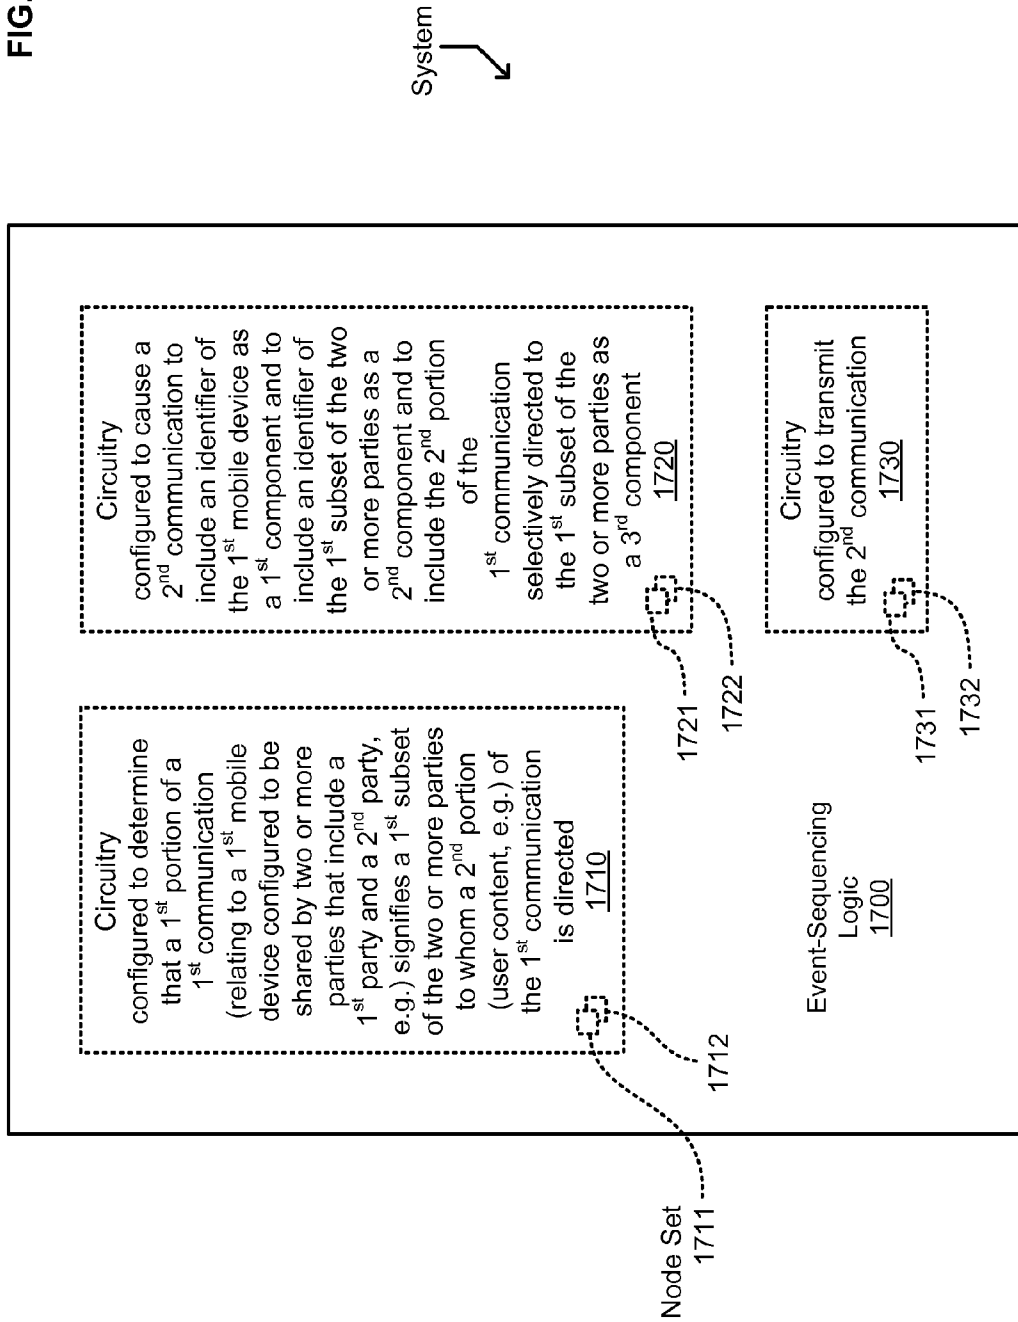 FIG.
System
Circuitry
configured to determine
that a 1st portion of a
1st communication
(relating to a 1st mobile
device configured to be
shared by two or more
parties that include a
1st party and a 2nd party,
e.g.) signifies a 1st subset
of the two or more parties
to whom a 2nd portion
(user content, e.g.) of
the 1st communication
is directed
1710
Node Set
1711
1712
Circuitry
configured to cause a
2nd communication to
include an identifier of
the 1st mobile device as
a 1st component and to
include an identifier of
the 1st subset of the two
or more parties as a
2nd component and to
include the 2nd portion
of the
1st communication
selectively directed to
the 1st subset of the
two or more parties as
a 3rd component
1720
1721
1722
Event-Sequencing
Logic
1700
Circuitry
configured to transmit
the 2nd communication
1730
1731
1732